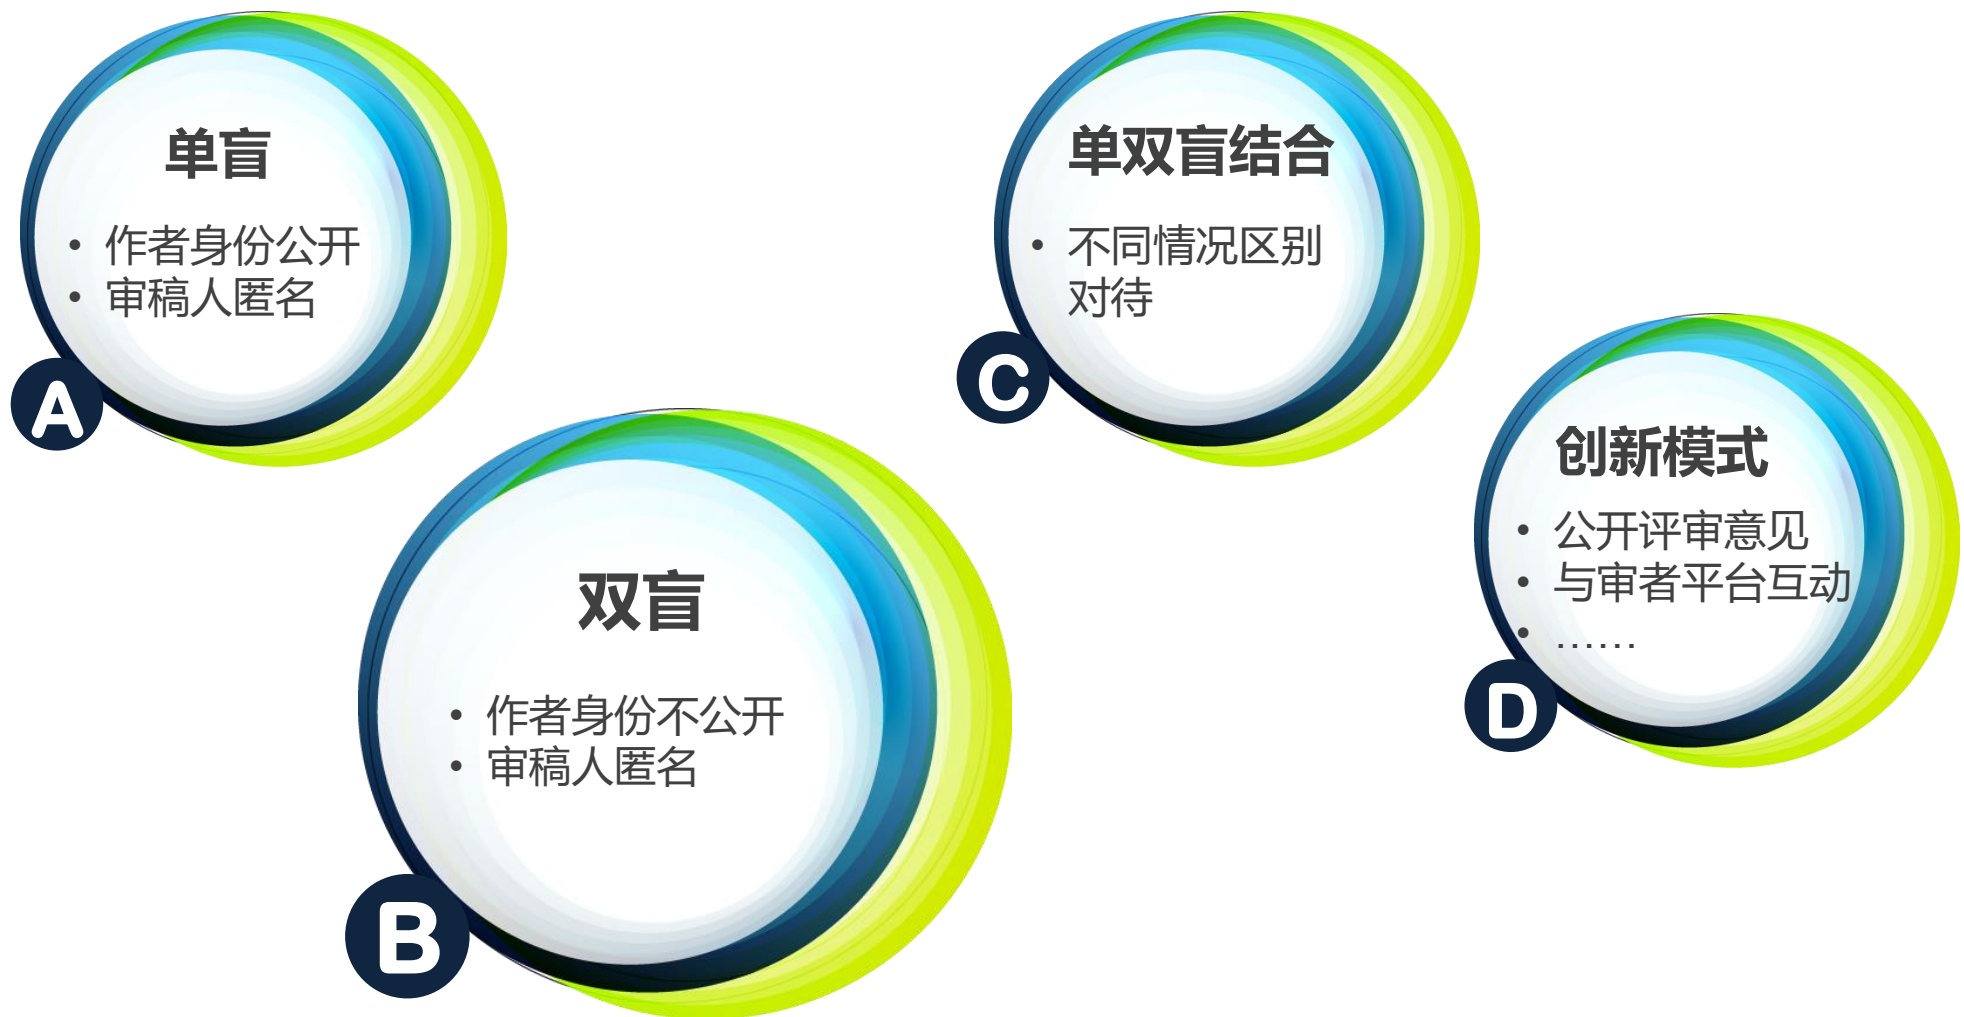 单盲
• 作者身份公开
• 审稿人匿名
A
双盲
• 作者身份不公开
• 审稿人匿名
B
单双盲结合
• 不同情况区别
对待
C
创新模式
• 公开评审意见
• 与审者平台互动
• ……
D